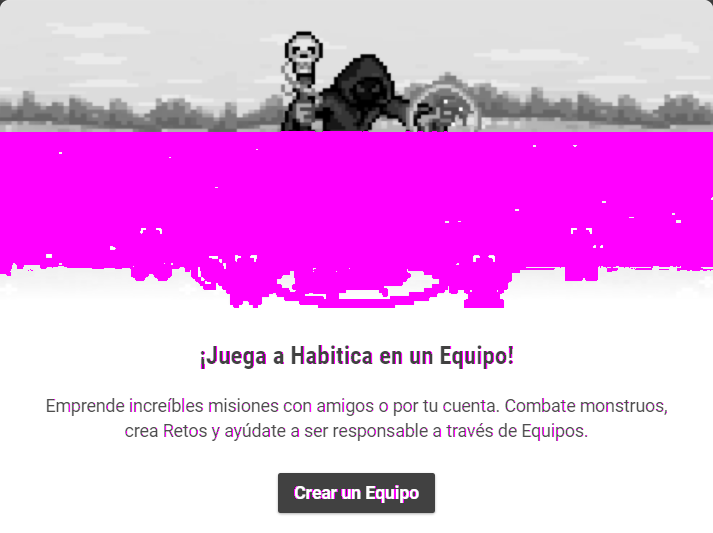 ¡Juega a Habitica en un Equipo!
Emprende increíbles misiones con amigos o por tu cuenta. Combate monstruos,
crea Retos y ayúdate a ser responsable a través de Equipos.
Crear un Equipo